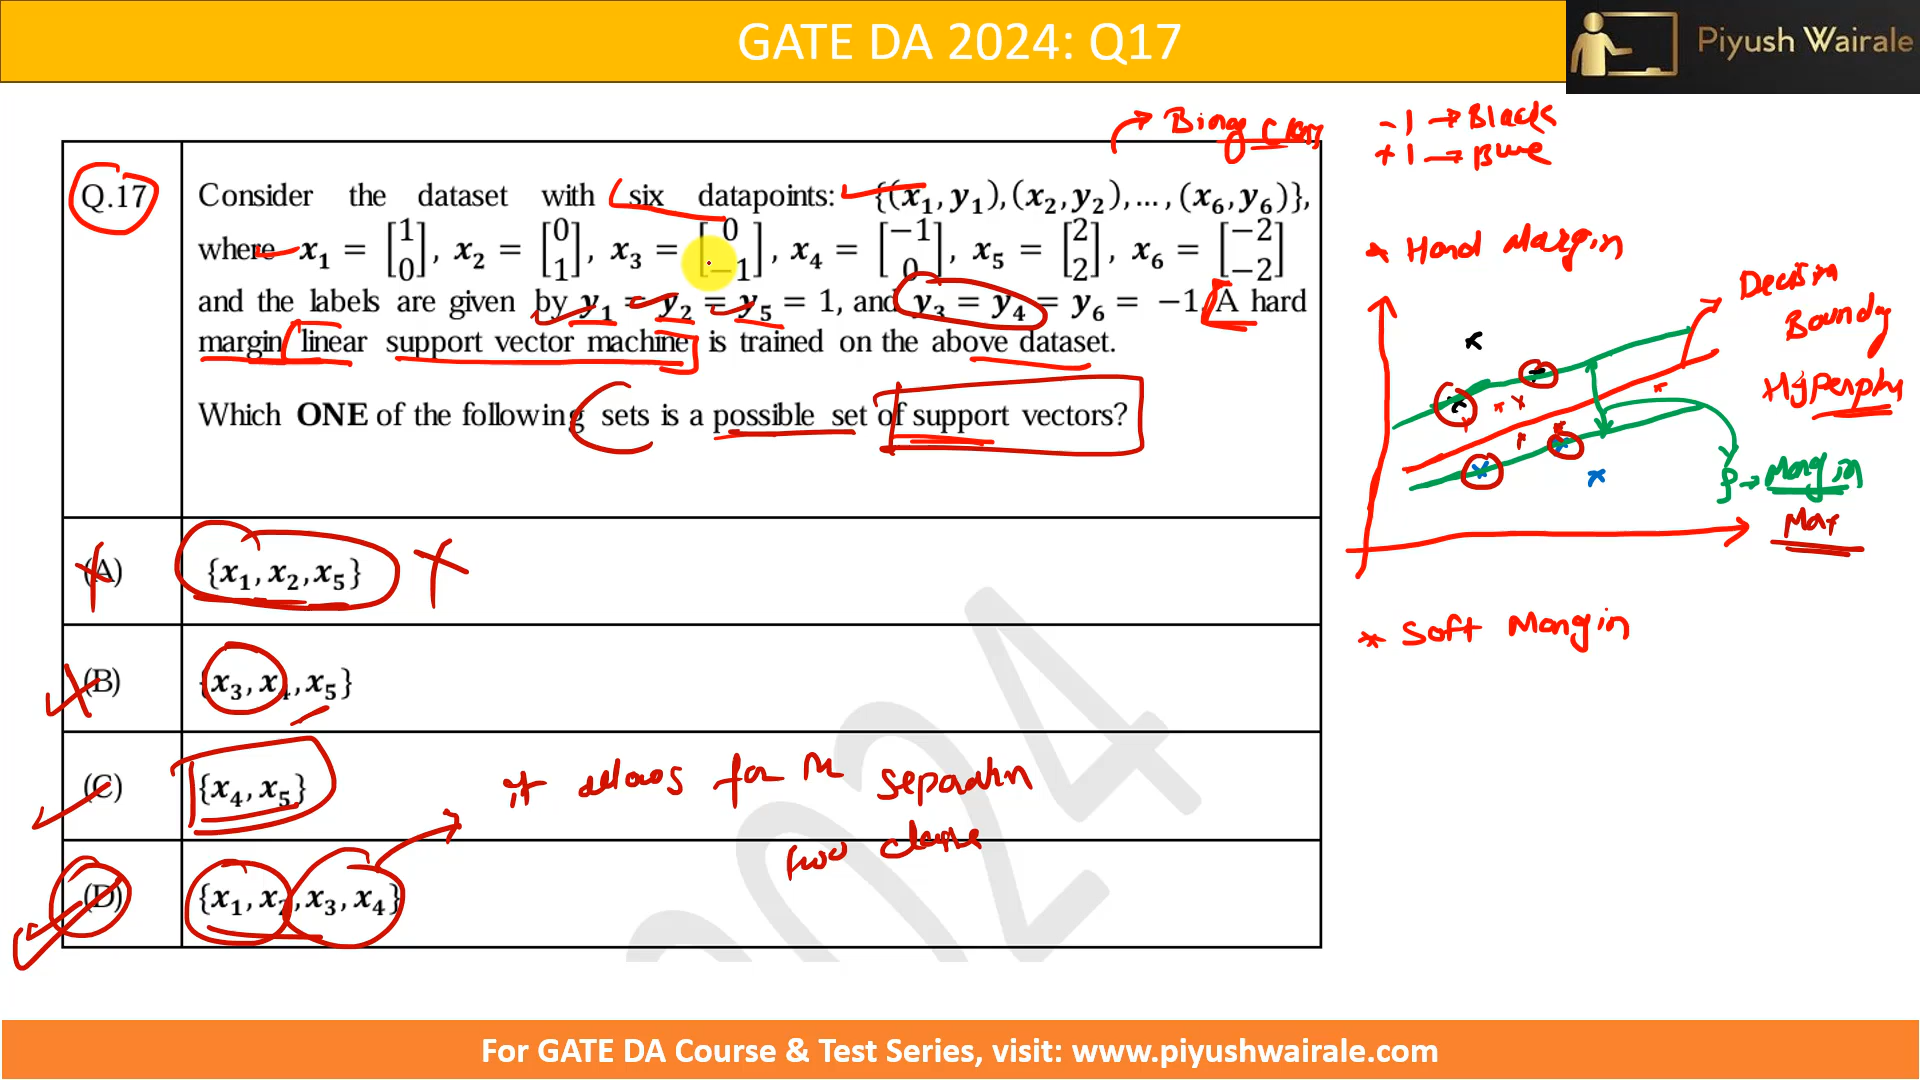 GATE DA 2024: Q17
Piyush Wairale
-1 → Black
+1 → Blue
Q.17
Consider the dataset with six datapoints: {(x₁, y₁), (x₂, y₂), … , (x₆, y₆)},
where x₁ = [1 0], x₂ = [0 1], x₃ = [0 −1], x₄ = [−1 0], x₅ = [2 2], x₆ = [−2 −2]
and the labels are given by y₁ = y₂ = y₅ = 1, and y₃ = y₄ = y₆ = −1. A hard
margin linear support vector machine is trained on the above dataset.
Which ONE of the following sets is a possible set of support vectors?
(A) {x₁, x₂, x₅}
(B) {x₃, x₄, x₅}
(C) {x₄, x₅}
(D) {x₁, x₂, x₃, x₄}
it allows for separation
two
* Hard Margin
Decision
Boundary
Margin
Max
* Soft Margin
2024
For GATE DA Course & Test Series, visit: www.piyushwairale.com